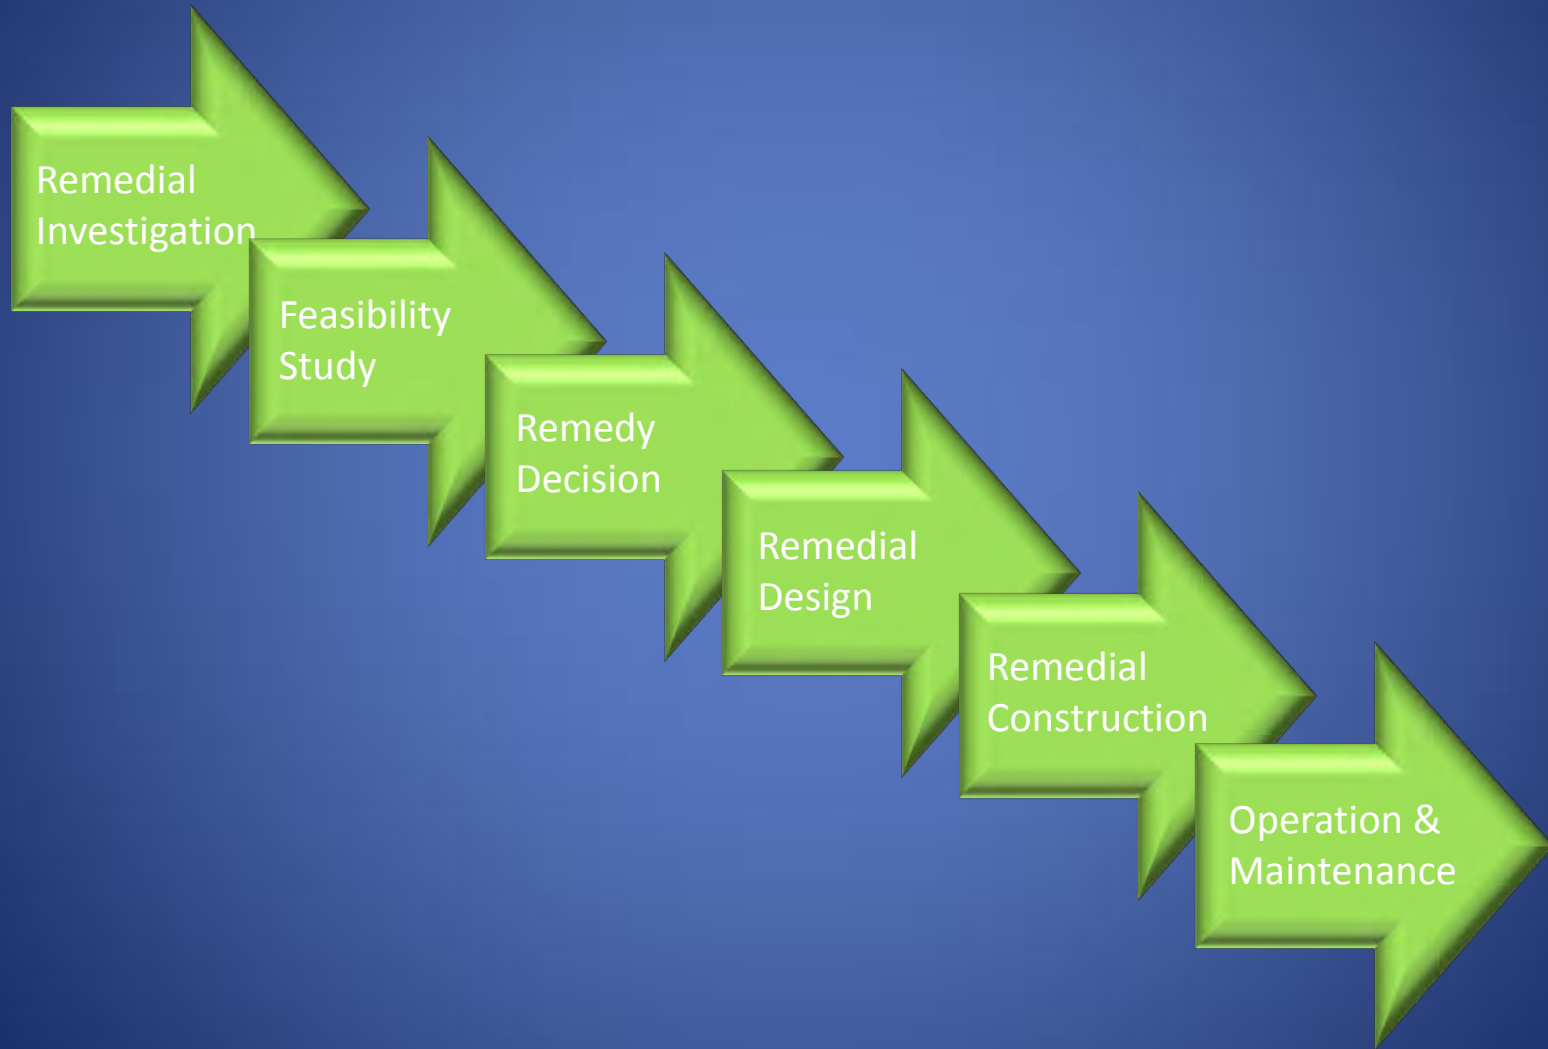 Remedial
Investigation
Feasibility
Study
Remedy
Decision
Remedial
Design
Remedial
Construction
Operation &
Maintenance